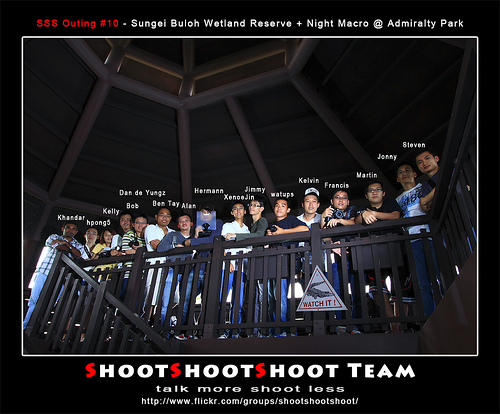 SSS Outing #10 - Sungei Buloh Wetland Reserve + Night Macro @ Admiralty Park
Steven
Jonny
Martin
Francis
Kelvin
watups
Jimmy
XenoeJin
Hermann
Alan
Ben Tay
Dan de Yungz
Bob
Kelly
hpong5
Khandar
WATCH IT !
SHOOTSHOOTSHOOT TEAM
talk more shoot less
http://www.flickr.com/groups/shootshootshoot/